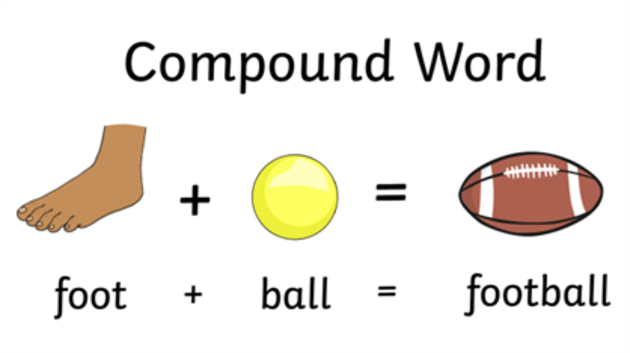 Compound Word
+ =
foot + ball = football